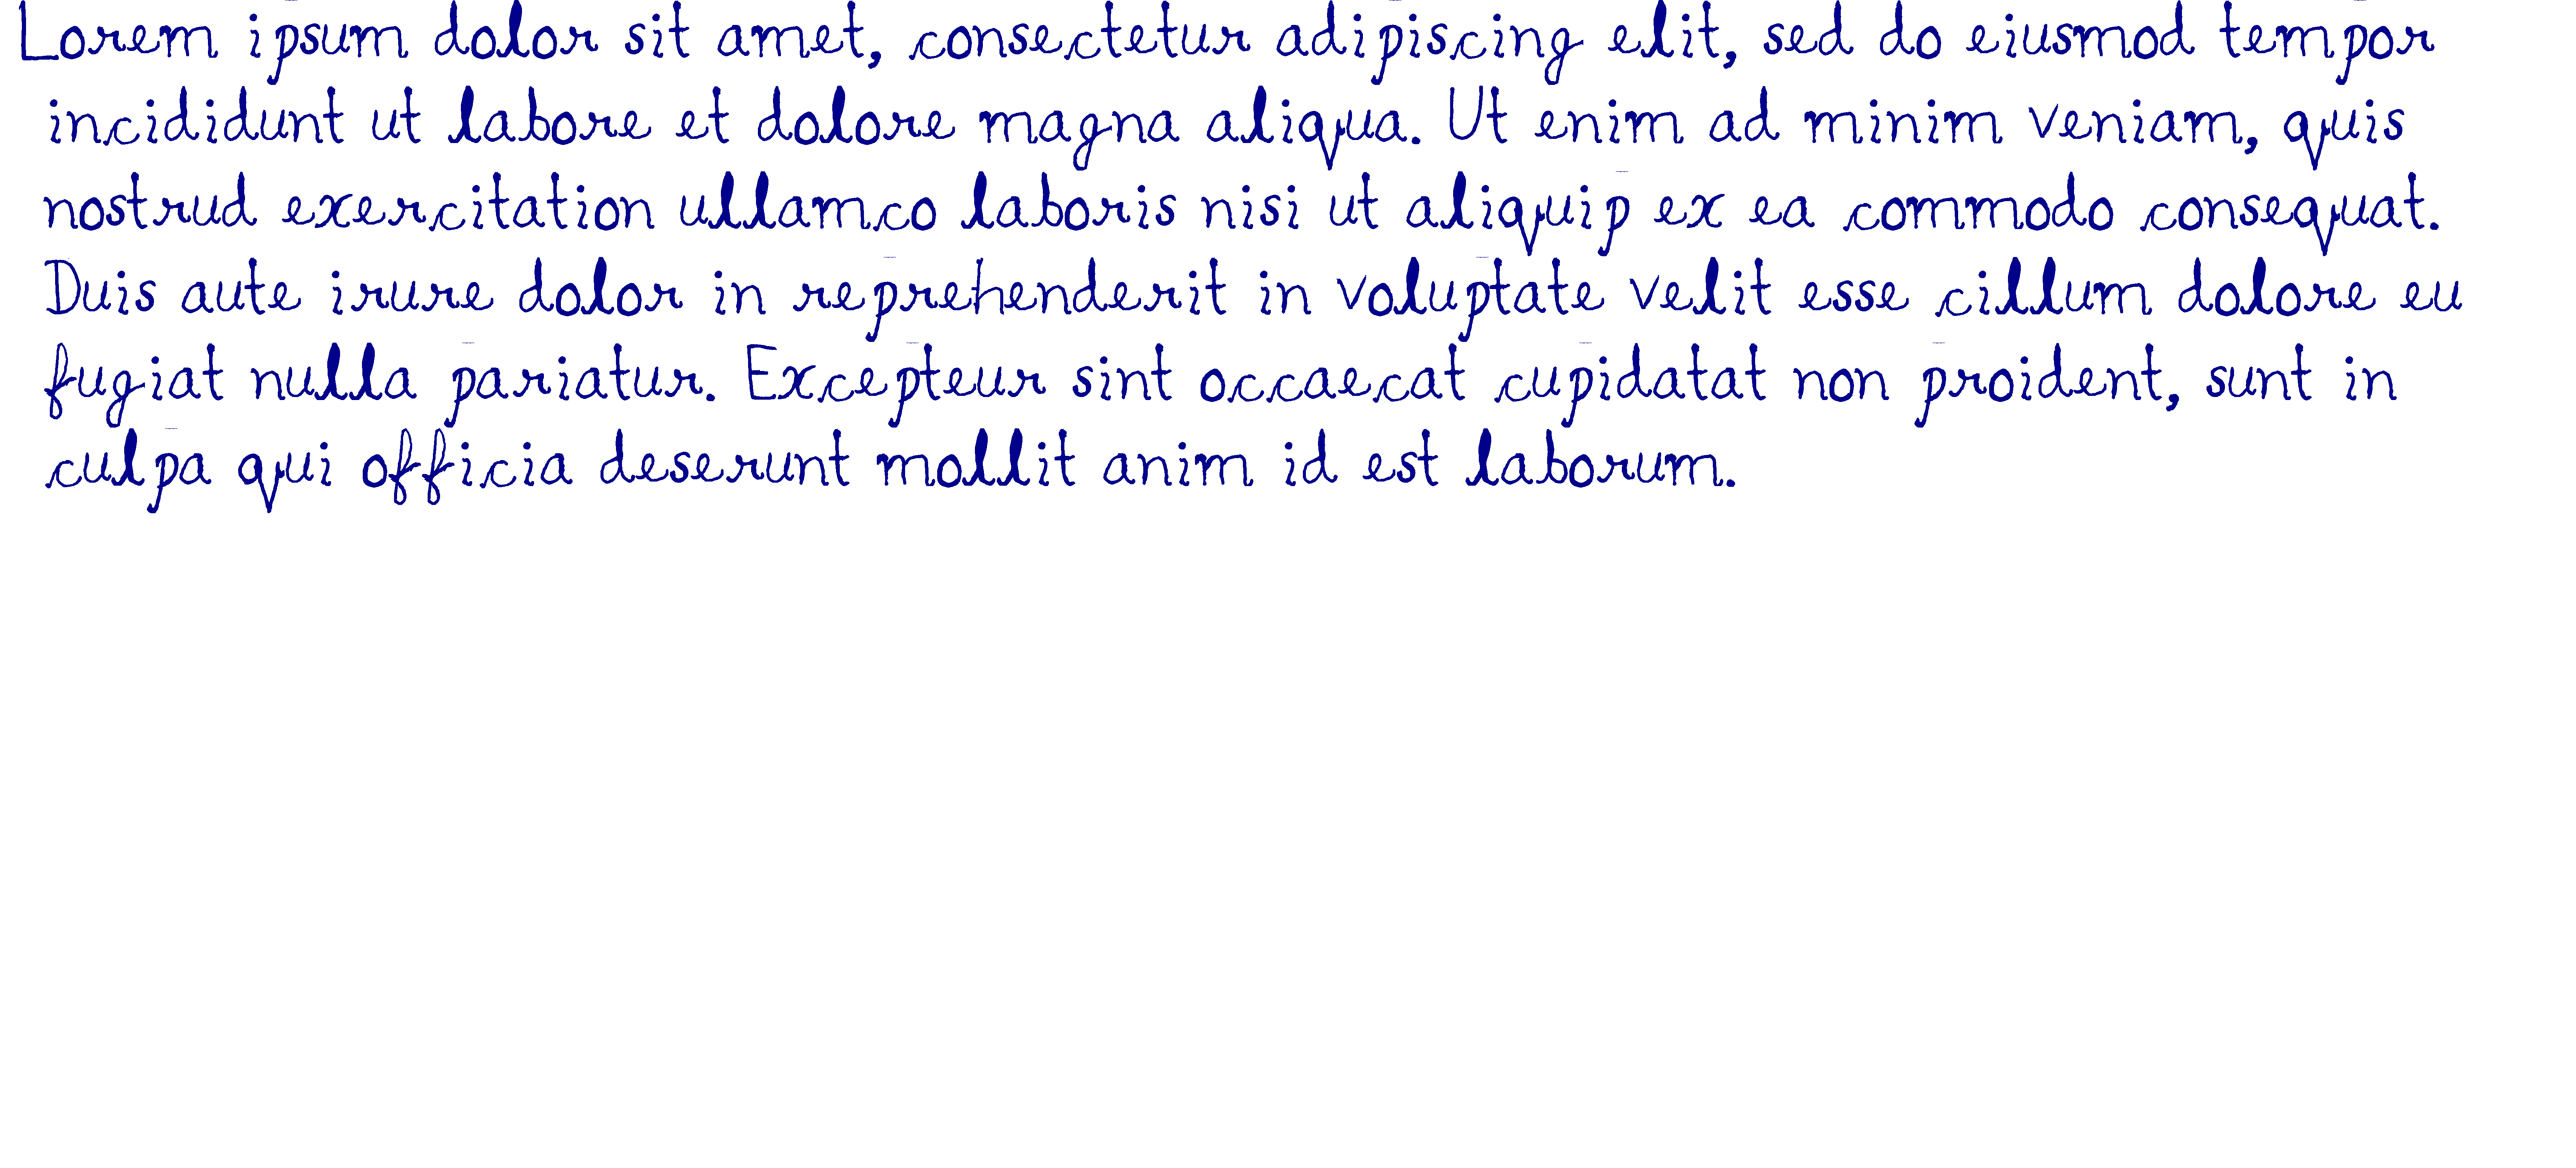 Lorem ipsum dolor sit amet, consectetur adipiscing elit, sed do eiusmod tempor
incididunt ut labore et dolore magna aliqua. Ut enim ad minim veniam, quis
nostrud exercitation ullamco laboris nisi ut aliquip ex ea commodo consequat.
Duis aute irure dolor in reprehenderit in voluptate velit esse cillum dolore eu
fugiat nulla pariatur. Excepteur sint occaecat cupidatat non proident, sunt in
culpa qui officia deserunt mollit anim id est laborum.